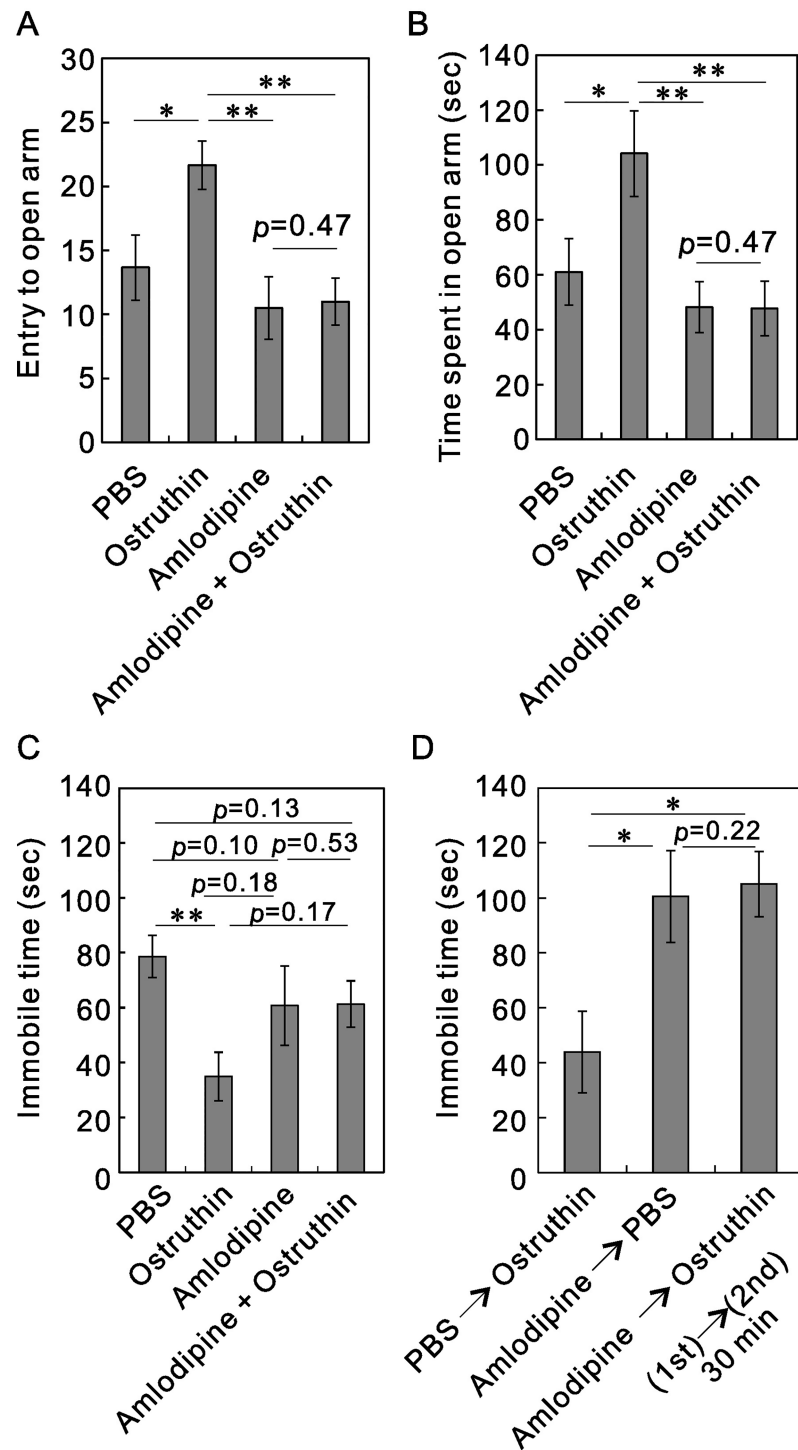 A
Entry to open arm
30
25
20
15
10
5
0
*
**
**
p=0.47
PBS
Ostruthin
Amlodipine
Amlodipine + Ostruthin
B
Time spent in open arm (sec)
140
120
100
80
60
40
20
0
*
**
**
p=0.47
PBS
Ostruthin
Amlodipine
Amlodipine + Ostruthin
C
Immobile time (sec)
140
120
100
80
60
40
20
0
p=0.13
p=0.10 p=0.53
p=0.18
** p=0.17
PBS
Ostruthin
Amlodipine
Amlodipine + Ostruthin
D
Immobile time (sec)
140
120
100
80
60
40
20
0
*
* p=0.22
PBS → Ostruthin
Amlodipine → PBS
Amlodipine → Ostruthin
(1st) → (2nd)
30 min